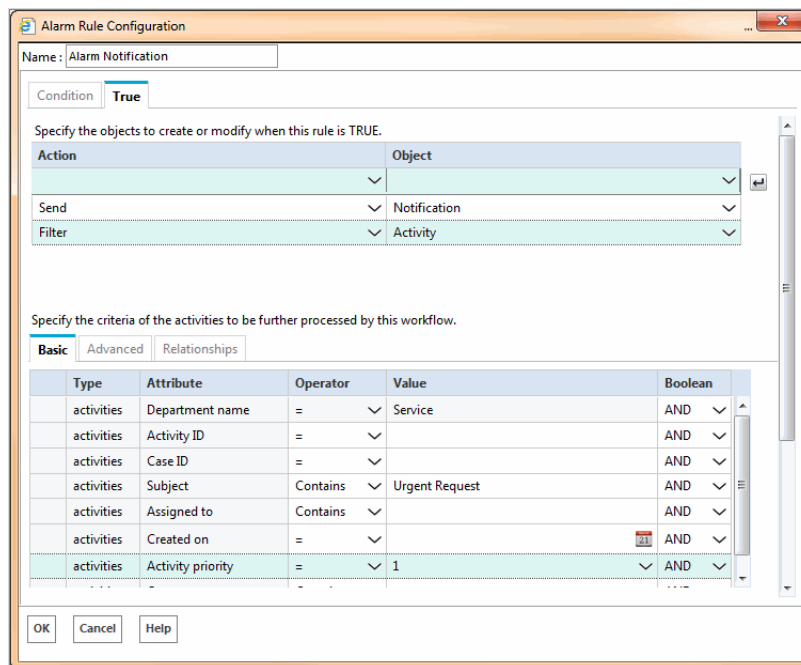 Alarm Rule Configuration
...
Name : Alarm Notification
Condition True
Specify the objects to create or modify when this rule is TRUE.
Action Object
Send Notification
Filter Activity
Specify the criteria of the activities to be further processed by this workflow.
Basic Advanced Relationships
Type Attribute Operator Value Boolean
activities Department name = Service AND
activities Activity ID = AND
activities Case ID = AND
activities Subject Contains Urgent Request AND
activities Assigned to Contains AND
activities Created on = 21 AND
activities Activity priority = 1 AND
OK Cancel Help